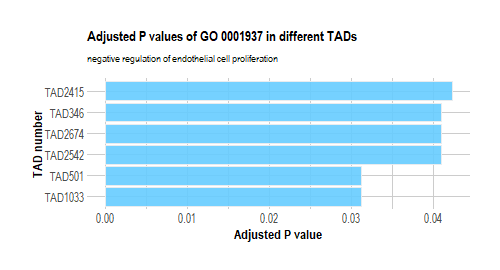 Adjusted P values of GO 0001937 in different TADs
negative regulation of endothelial cell proliferation
TAD number
TAD2415
TAD346
TAD2674
TAD2542
TAD501
TAD1033
0.00 0.01 0.02 0.03 0.04
Adjusted P value